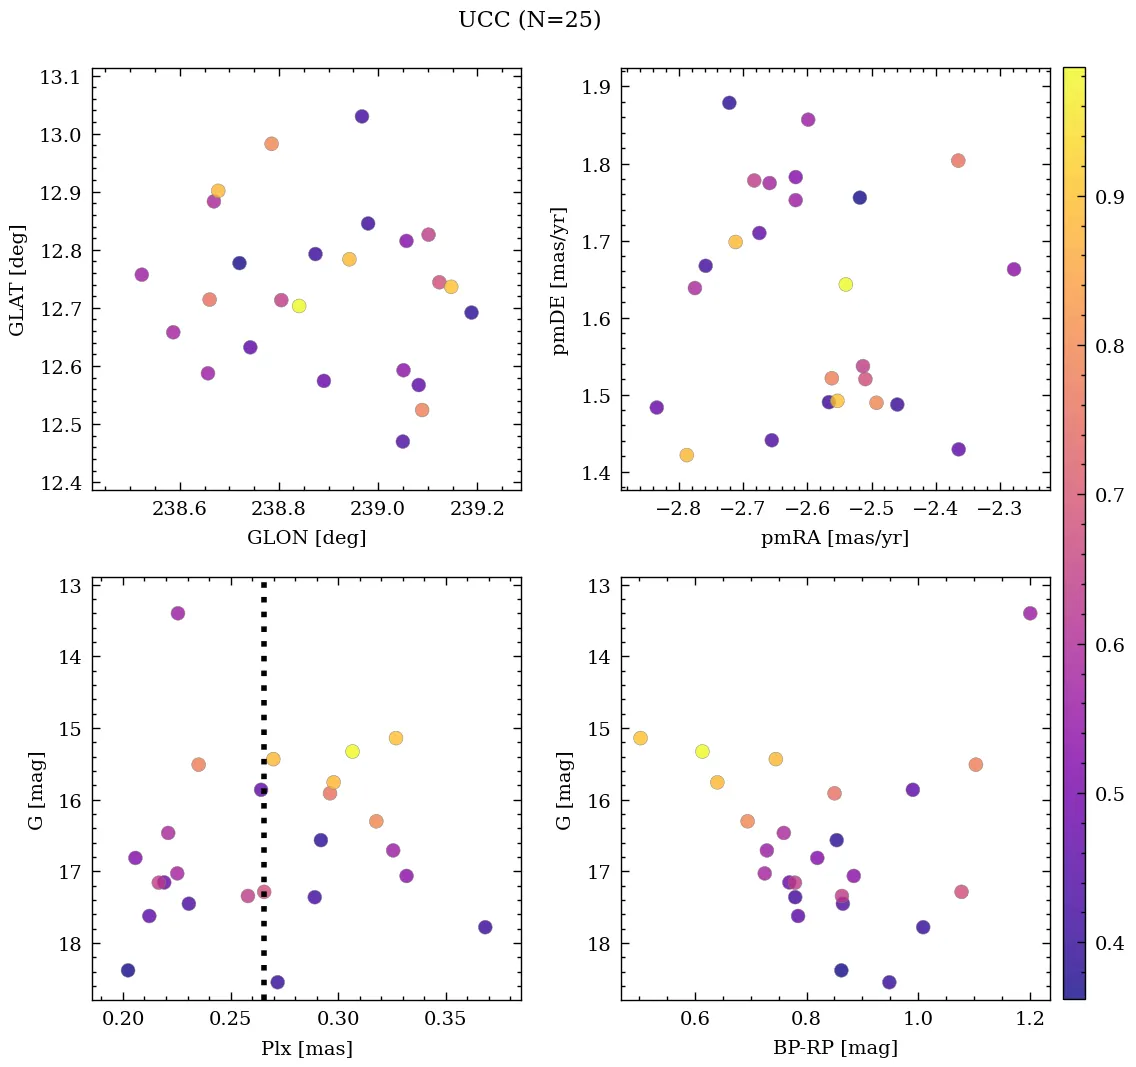 UCC (N=25)
13.1
13.0
12.9
12.8
12.7
12.6
12.5
12.4
GLAT [deg]
238.6 238.8 239.0 239.2
GLON [deg]
1.9
1.8
1.7
1.6
1.5
1.4
pmDE [mas/yr]
−2.8 −2.7 −2.6 −2.5 −2.4 −2.3
pmRA [mas/yr]
13
14
15
16
17
18
G [mag]
0.20 0.25 0.30 0.35
Plx [mas]
13
14
15
16
17
18
G [mag]
0.6 0.8 1.0 1.2
BP-RP [mag]
0.9
0.8
0.7
0.6
0.5
0.4